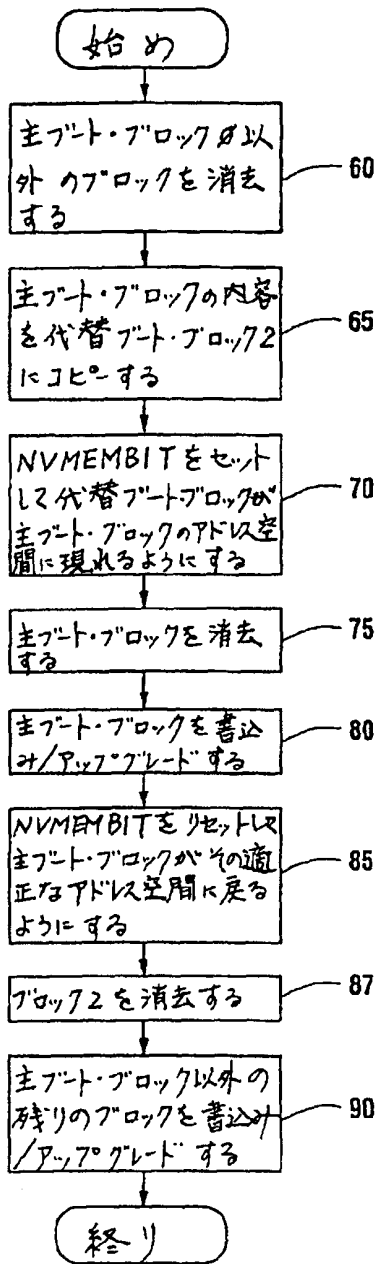 始め
主ブート・ブロック0以
外のブロックを消去
する
60
主ブート・ブロックの内容
を代替ブート・ブロック2
にコピーする
65
NVMEMBITをセット
して代替ブートブロックが
主ブート・ブロックのアドレス空
間に現れるようにする
70
主ブート・ブロックを消去
する
75
主ブート・ブロックを書込
み/アップグレードする
80
NVMEMBITをリセットして
主ブート・ブロックがその適
正なアドレス空間に戻る
ようにする
85
ブロック2を消去する
87
主ブート・ブロック以外の
残りのブロックを書込み
/アップグレードする
90
終り